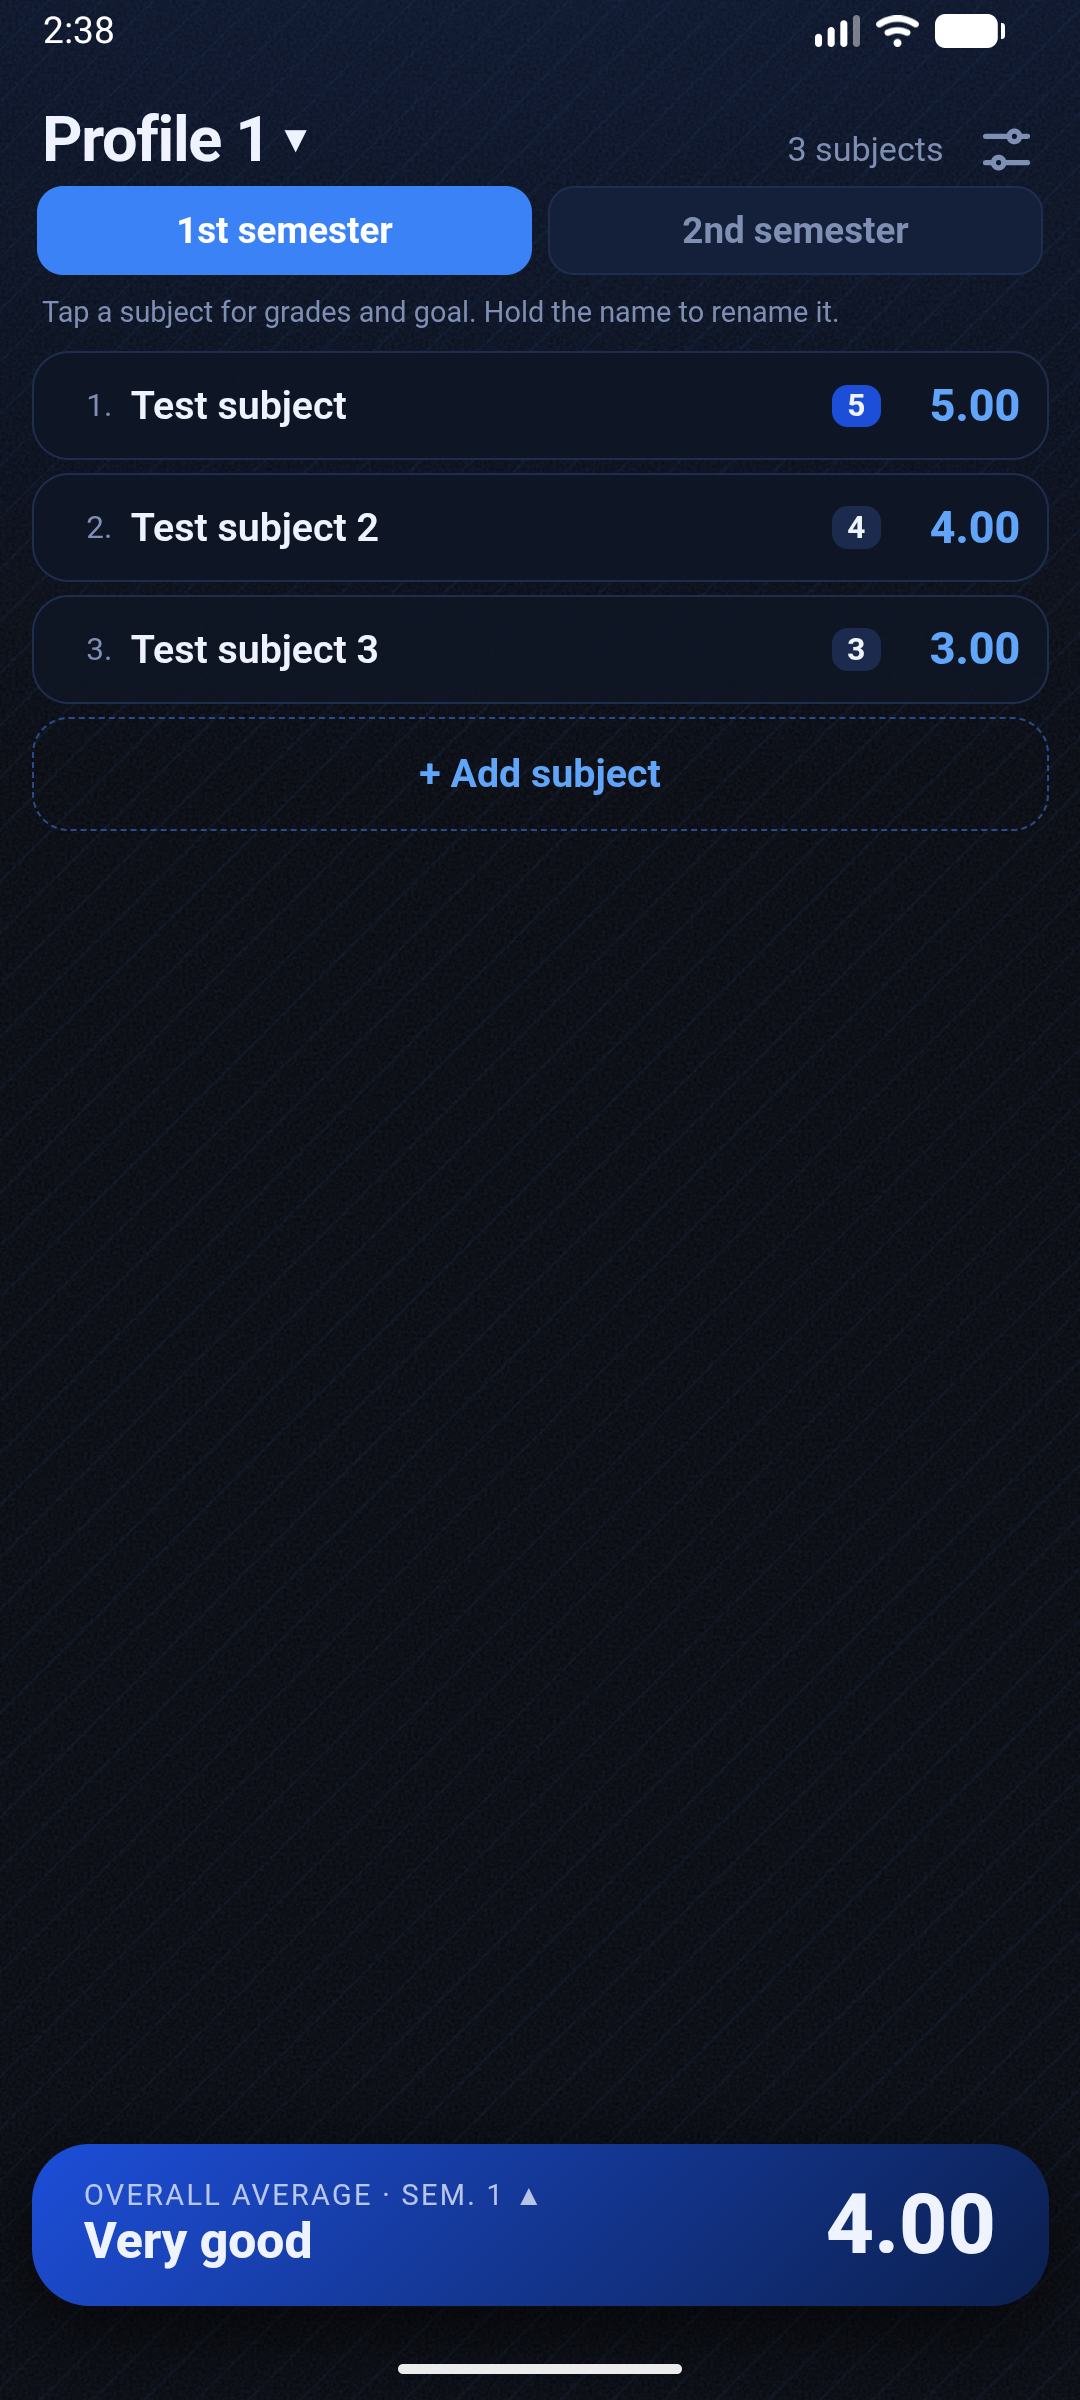 2:38
Profile 1 ▼
3 subjects
1st semester
2nd semester
Tap a subject for grades and goal. Hold the name to rename it.
1. Test subject 5 5.00
2. Test subject 2 4 4.00
3. Test subject 3 3 3.00
+ Add subject
OVERALL AVERAGE · SEM. 1 ▲
Very good
4.00